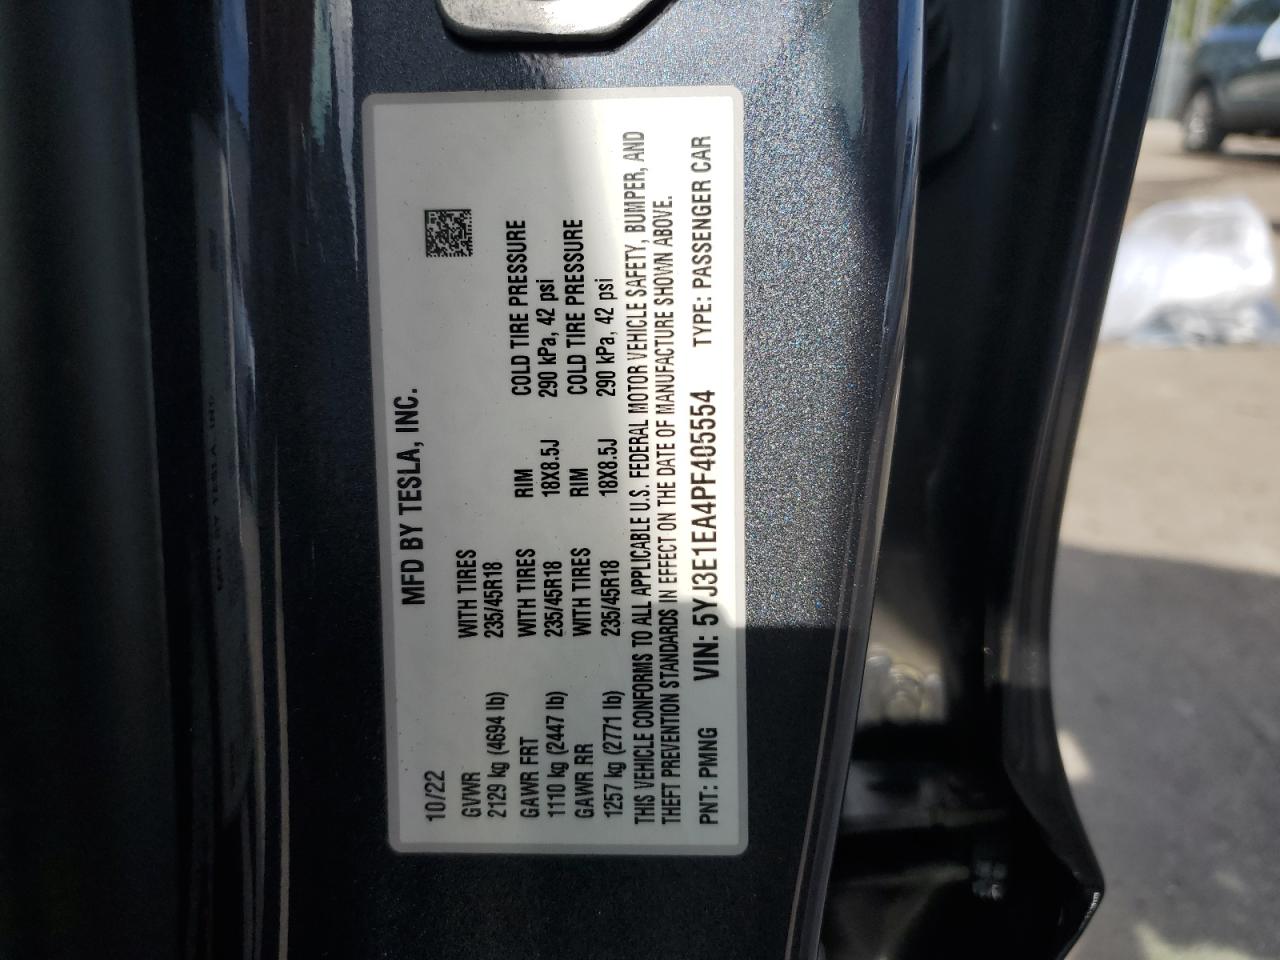 MFD BY TESLA, INC.
10/22
GVWR WITH TIRES
2129 kg (4694 lb) 235/45R18
GAWR FRT WITH TIRES RIM COLD TIRE PRESSURE
1110 kg (2447 lb) 235/45R18 18X8.5J 290 kPa, 42 psi
GAWR RR WITH TIRES RIM COLD TIRE PRESSURE
1257 kg (2771 lb) 235/45R18 18X8.5J 290 kPa, 42 psi
THIS VEHICLE CONFORMS TO ALL APPLICABLE U.S. FEDERAL MOTOR VEHICLE SAFETY, BUMPER, AND
THEFT PREVENTION STANDARDS IN EFFECT ON THE DATE OF MANUFACTURE SHOWN ABOVE.
PNT: PMNG VIN: 5YJ3E1EA4PF405554 TYPE: PASSENGER CAR